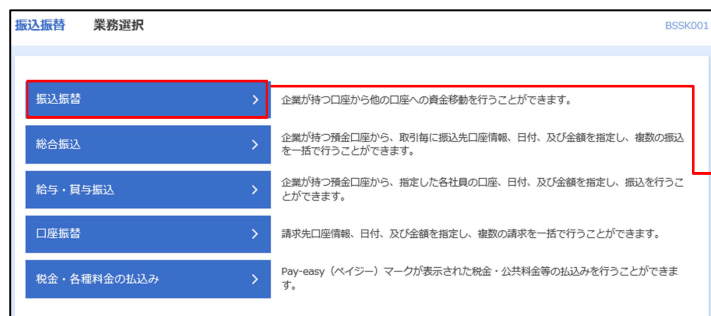 振込振替 業務選択 BSSK001
振込振替
企業が持つ口座から他の口座への資金移動を行うことができます。
総合振込
企業が持つ預金口座から、取引毎に振込先口座情報、日付、及び金額を指定し、複数の振込
を一括で行うことができます。
給与・賞与振込
企業が持つ預金口座から、指定した各社員の口座、日付、及び金額を指定し、振込を行うこ
とができます。
口座振替
請求先口座情報、日付、及び金額を指定し、複数の請求を一括で行うことができます。
税金・各種料金の払込み
Pay-easy（ペイジー）マークが表示された税金・公共料金等の払込みを行うことができま
す。